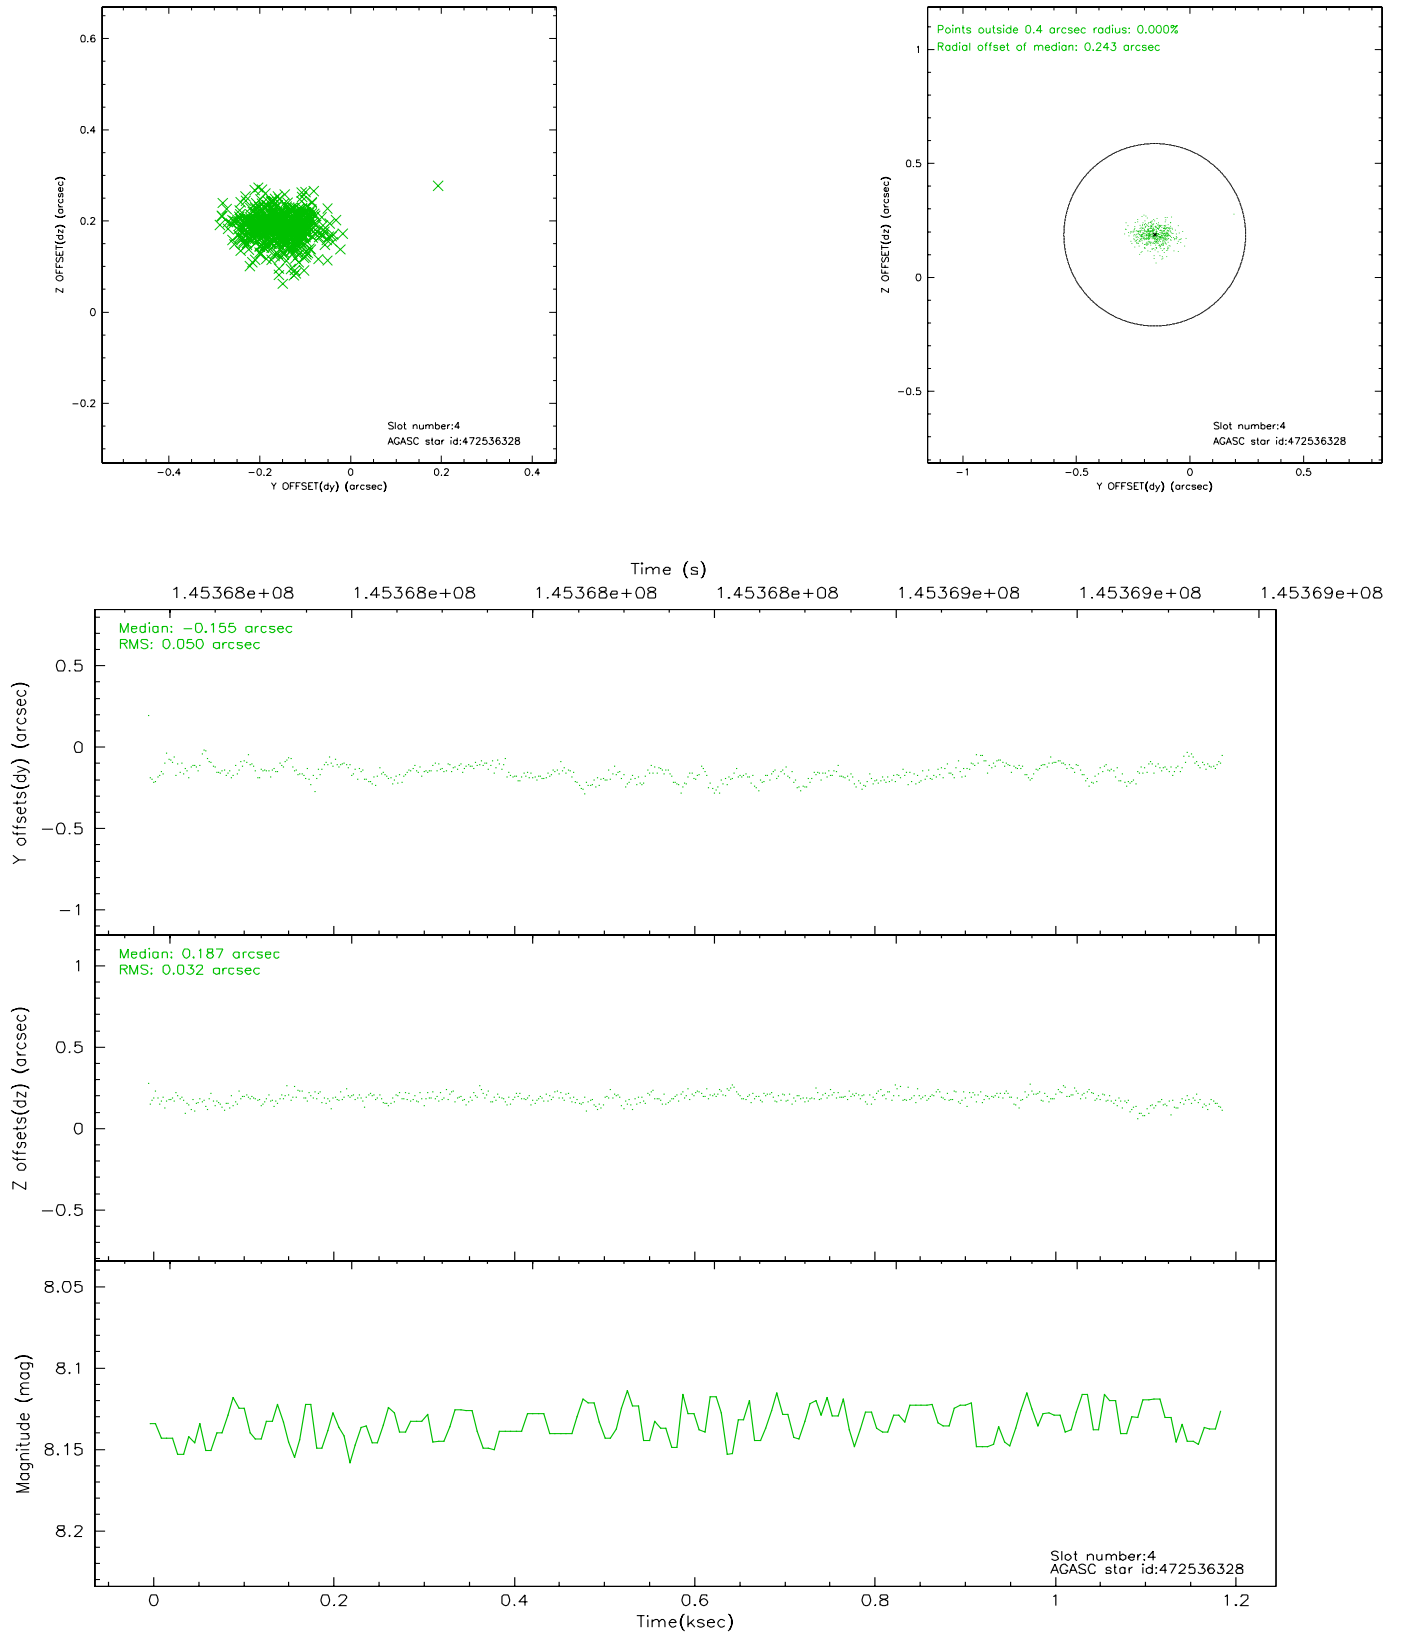 0.6
0.4
0.2
0
−0.2
Z OFFSET(dz) (arcsec)
Slot number:4
AGASC star id:472536328
−0.4 −0.2 0 0.2 0.4
Y OFFSET(dy) (arcsec)
Points outside 0.4 arcsec radius: 0.000%
Radial offset of median: 0.243 arcsec
1
0.5
0
−0.5
Z OFFSET(dz) (arcsec)
Slot number:4
AGASC star id:472536328
−1 −0.5 0 0.5
Y OFFSET(dy) (arcsec)
Time (s)
1.45368e+08 1.45368e+08 1.45368e+08 1.45368e+08 1.45369e+08 1.45369e+08 1.45369e+08
Median: −0.155 arcsec
RMS: 0.050 arcsec
0.5
0
−0.5
−1
Y offsets(dy) (arcsec)
Median: 0.187 arcsec
RMS: 0.032 arcsec
1
0.5
0
−0.5
Z offsets(dz) (arcsec)
8.05
8.1
8.15
8.2
Magnitude (mag)
Slot number:4
AGASC star id:472536328
0 0.2 0.4 0.6 0.8 1 1.2
Time(ksec)